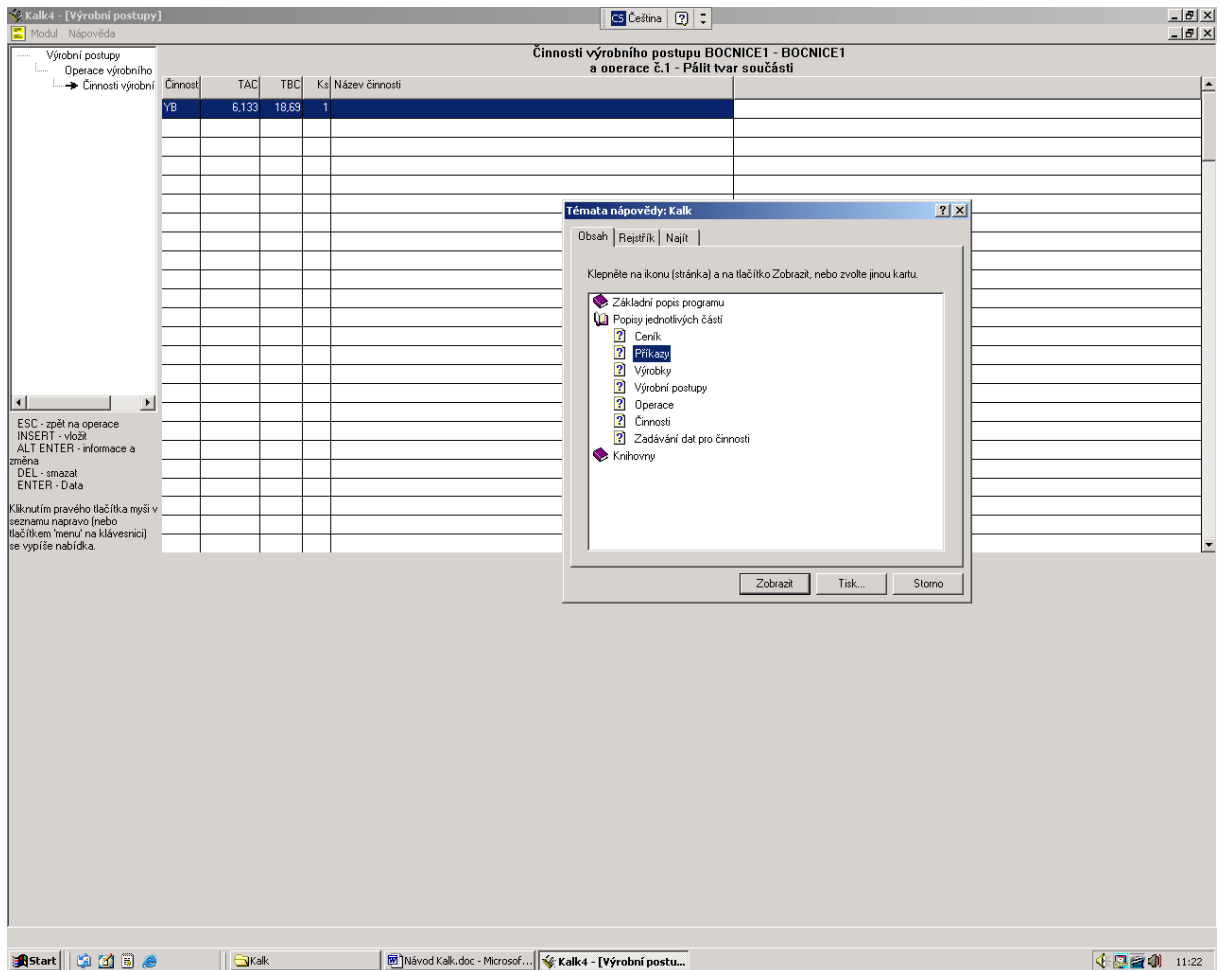 Kalk4 - [Výrobní postupy]
CS Čeština
Modul Nápověda
Výrobní postupy
Operace výrobního
Činnosti výrobní
Činnosti výrobního postupu BOCNICE1 - BOCNICE1
a operace č.1 - Pálit tvar součásti
Činnost TAC TBC Ks Název činnosti
YB 6,133 18,69 1
Témata nápovědy: Kalk
Obsah Rejstřík Najít
Klepněte na ikonu (stránka) a na tlačítko Zobrazit, nebo zvolte jinou kartu.
Základní popis programu
Popisy jednotlivých částí
Ceník
Příkazy
Výrobky
Výrobní postupy
Operace
Činnosti
Zadávání dat pro činnosti
Knihovny
Zobrazit Tisk... Storno
ESC - zpět na operace
INSERT - vložit
ALT ENTER - informace a
změna
DEL - smazat
ENTER - Data
Kliknutím pravého tlačítka myši v
seznamu napravo (nebo
tlačítkem 'menu' na klávesnici)
se vypíše nabídka.
Start Kalk Návod Kalk.doc - Microsof... Kalk4 - [Výrobní postu... 11:22